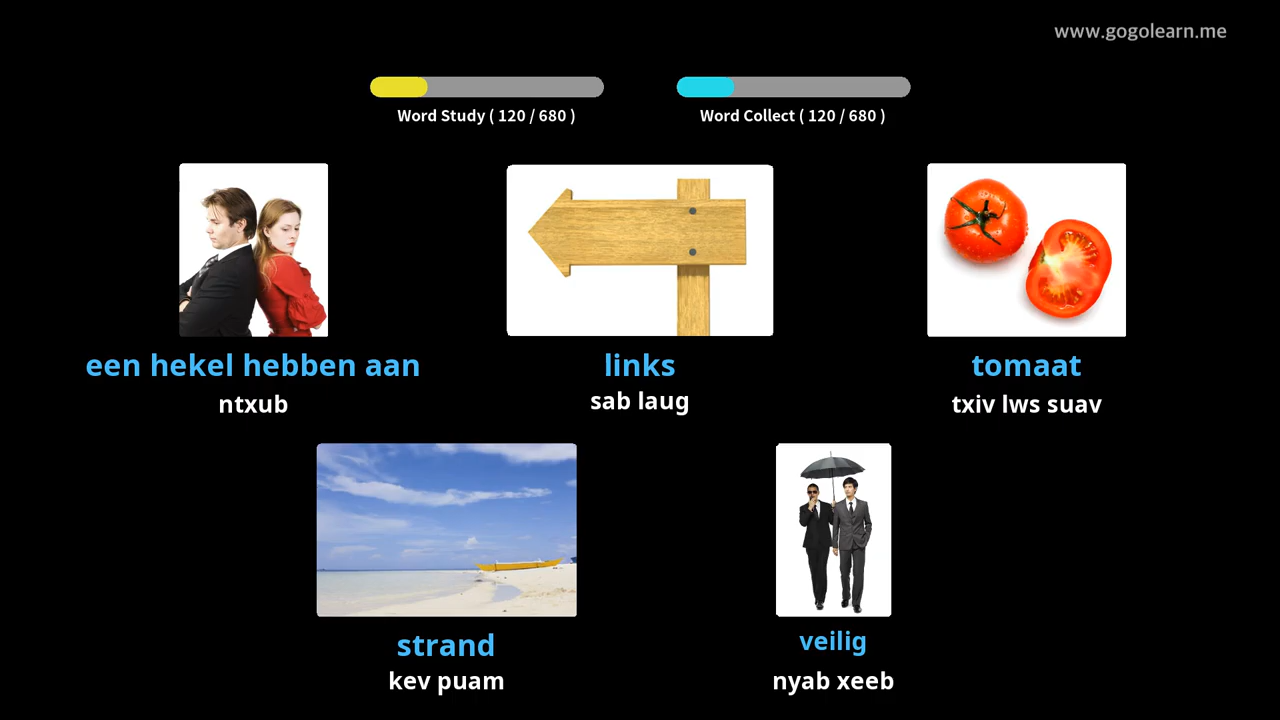 www.gogolearn.me
Word Study ( 120 / 680 )
Word Collect ( 120 / 680 )
een hekel hebben aan
ntxub
links
sab laug
tomaat
txiv lws suav
strand
kev puam
veilig
nyab xeeb